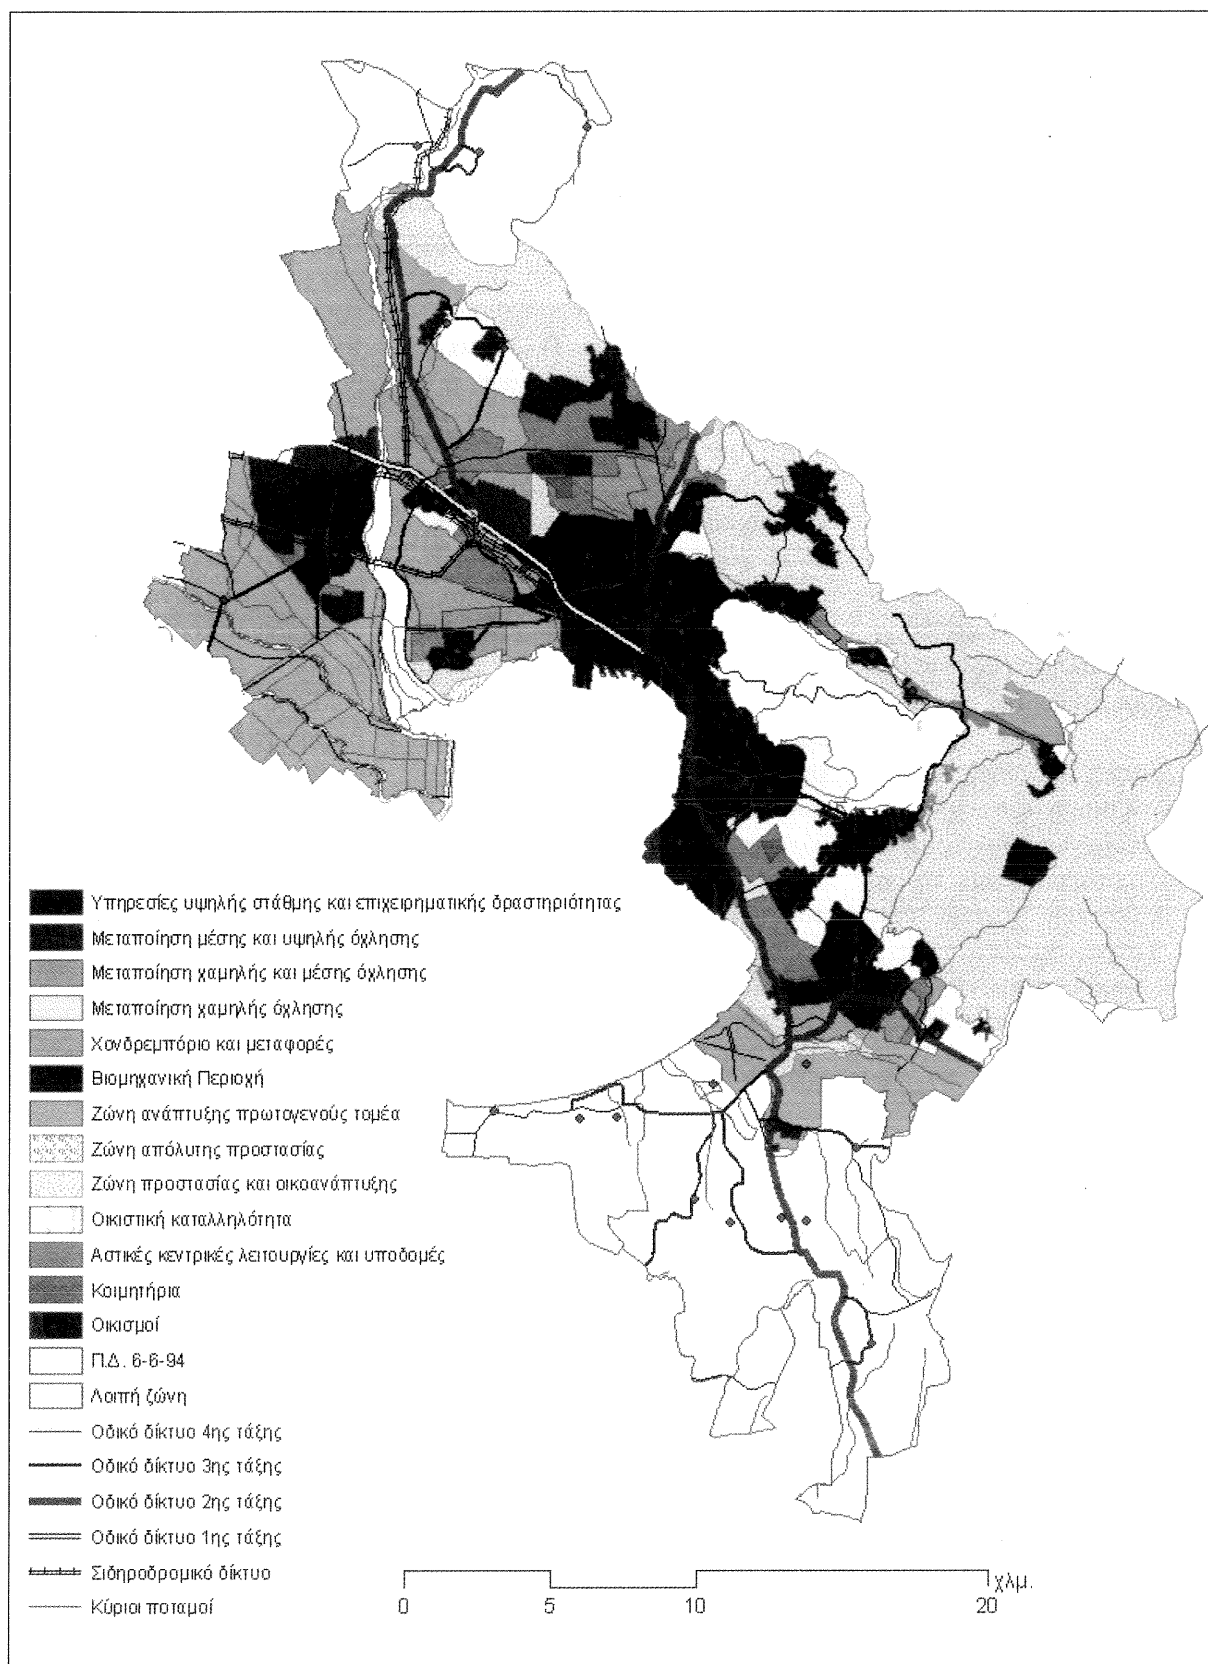 Υπηρεσίες υψηλής στάθμης και επιχειρηματικής δραστηριότητας
Μεταποίηση μέσης και υψηλής όχλησης
Μεταποίηση χαμηλής και μέσης όχλησης
Μεταποίηση χαμηλής όχλησης
Χονδρεμπόριο και μεταφορές
Βιομηχανική Περιοχή
Ζώνη ανάπτυξης πρωτογενούς τομέα
Ζώνη απόλυτης προστασίας
Ζώνη προστασίας και οικοανάπτυξης
Οικιστική καταλληλότητα
Αστικές κεντρικές λειτουργίες και υποδομές
Κοιμητήρια
Οικισμοί
Π.Δ. 6-6-94
Λοιπή ζώνη
Οδικό δίκτυο 4ης τάξης
Οδικό δίκτυο 3ης τάξης
Οδικό δίκτυο 2ης τάξης
Οδικό δίκτυο 1ης τάξης
Σιδηροδρομικό δίκτυο
Κύριοι ποταμοί
χλμ.
0 5 10 20